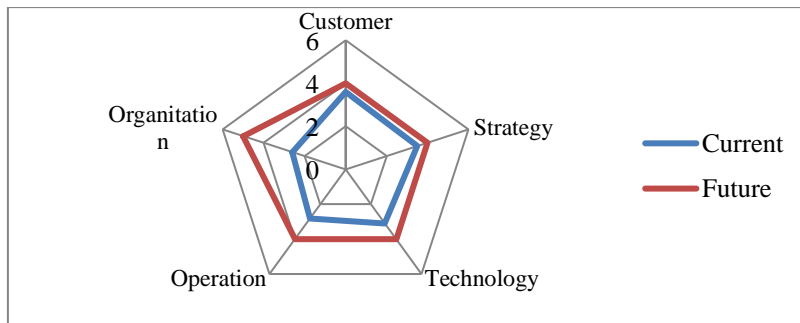 Customer
6
4
2
0
Organitatio
n
Strategy
Operation
Technology
Current
Future